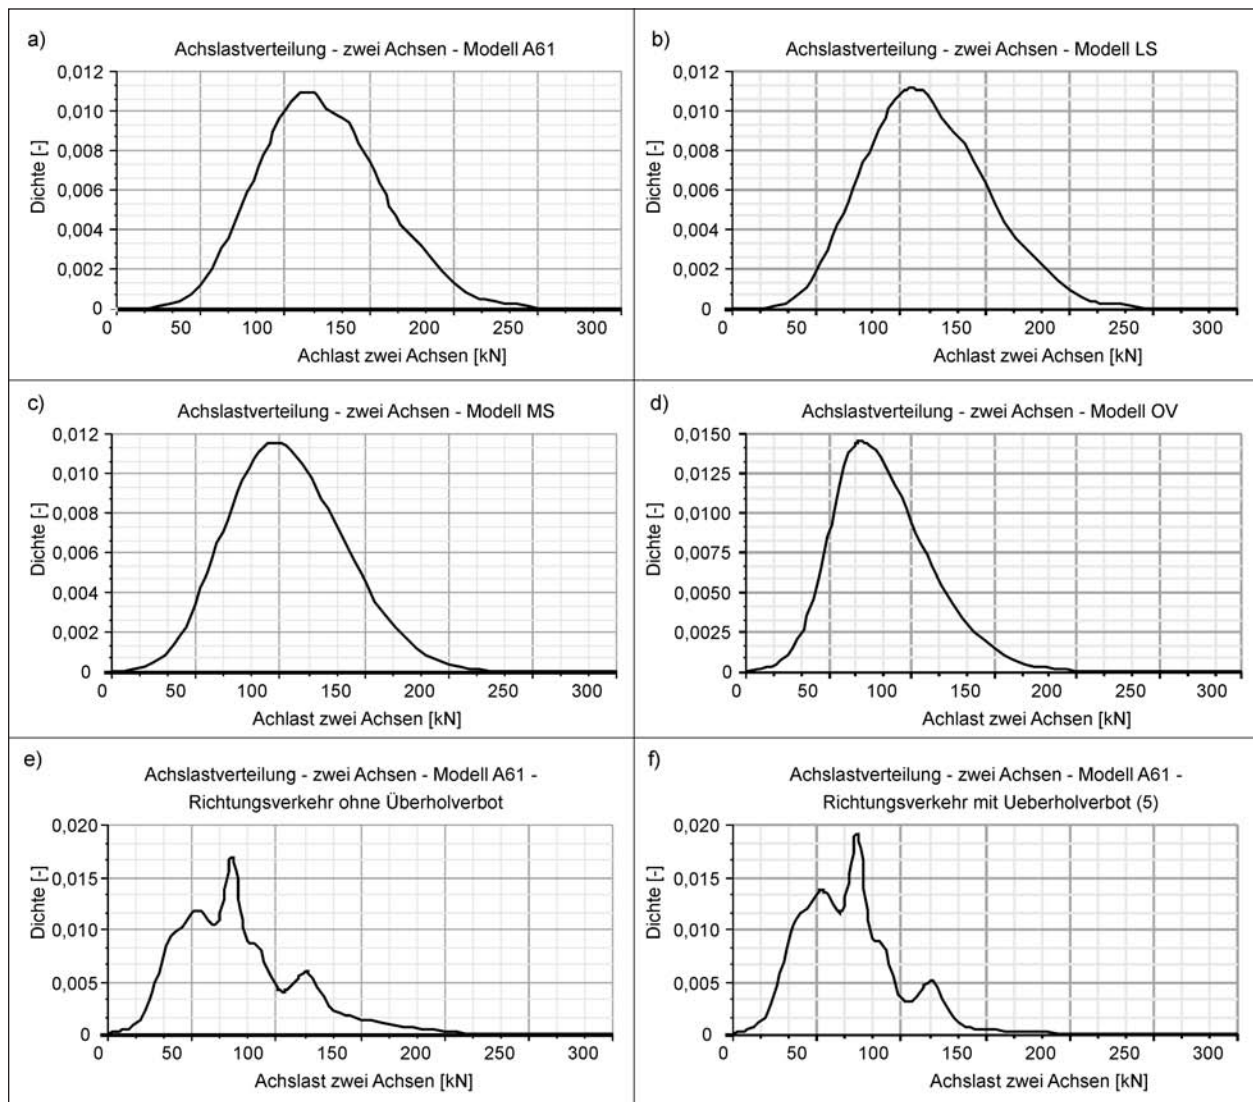 a)
Achslastverteilung - zwei Achsen - Modell A61
0,012
0,010
0,008
0,006
0,004
0,002
0
Dichte [-]
0 50 100 150 200 250 300
Achlast zwei Achsen [kN]
b)
Achslastverteilung - zwei Achsen - Modell LS
0,012
0,010
0,008
0,006
0,004
0,002
0
Dichte [-]
0 50 100 150 200 250 300
Achlast zwei Achsen [kN]
c)
Achslastverteilung - zwei Achsen - Modell MS
0,012
0,010
0,008
0,006
0,004
0,002
0
Dichte [-]
0 50 100 150 200 250 300
Achlast zwei Achsen [kN]
d)
Achslastverteilung - zwei Achsen - Modell OV
0,0150
0,0125
0,0100
0,0075
0,0050
0,0025
0
Dichte [-]
0 50 100 150 200 250 300
Achlast zwei Achsen [kN]
e)
Achslastverteilung - zwei Achsen - Modell A61 -
Richtungsverkehr ohne Überholverbot
0,020
0,015
0,010
0,005
0
Dichte [-]
0 50 100 150 200 250 300
Achslast zwei Achsen [kN]
f)
Achslastverteilung - zwei Achsen - Modell A61 -
Richtungsverkehr mit Ueberholverbot (5)
0,020
0,015
0,010
0,005
0
Dichte [-]
0 50 100 150 200 250 300
Achslast zwei Achsen [kN]